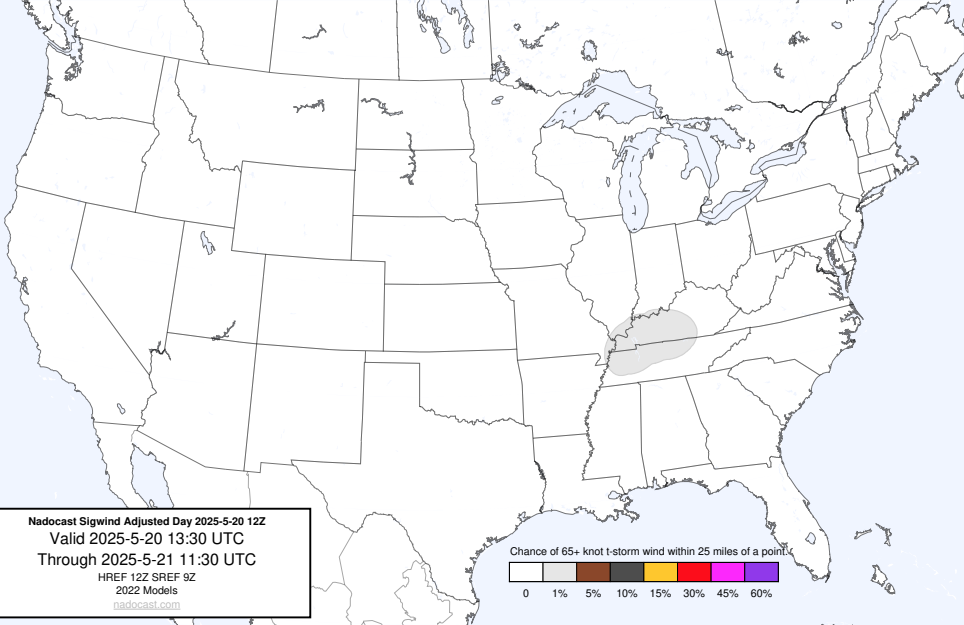 Nadocast Sigwind Adjusted Day 2025-5-20 12Z
Valid 2025-5-20 13:30 UTC
Through 2025-5-21 11:30 UTC
HREF 12Z SREF 9Z
2022 Models
nadocast.com
Chance of 65+ knot t-storm wind within 25 miles of a point.
0 1% 5% 10% 15% 30% 45% 60%